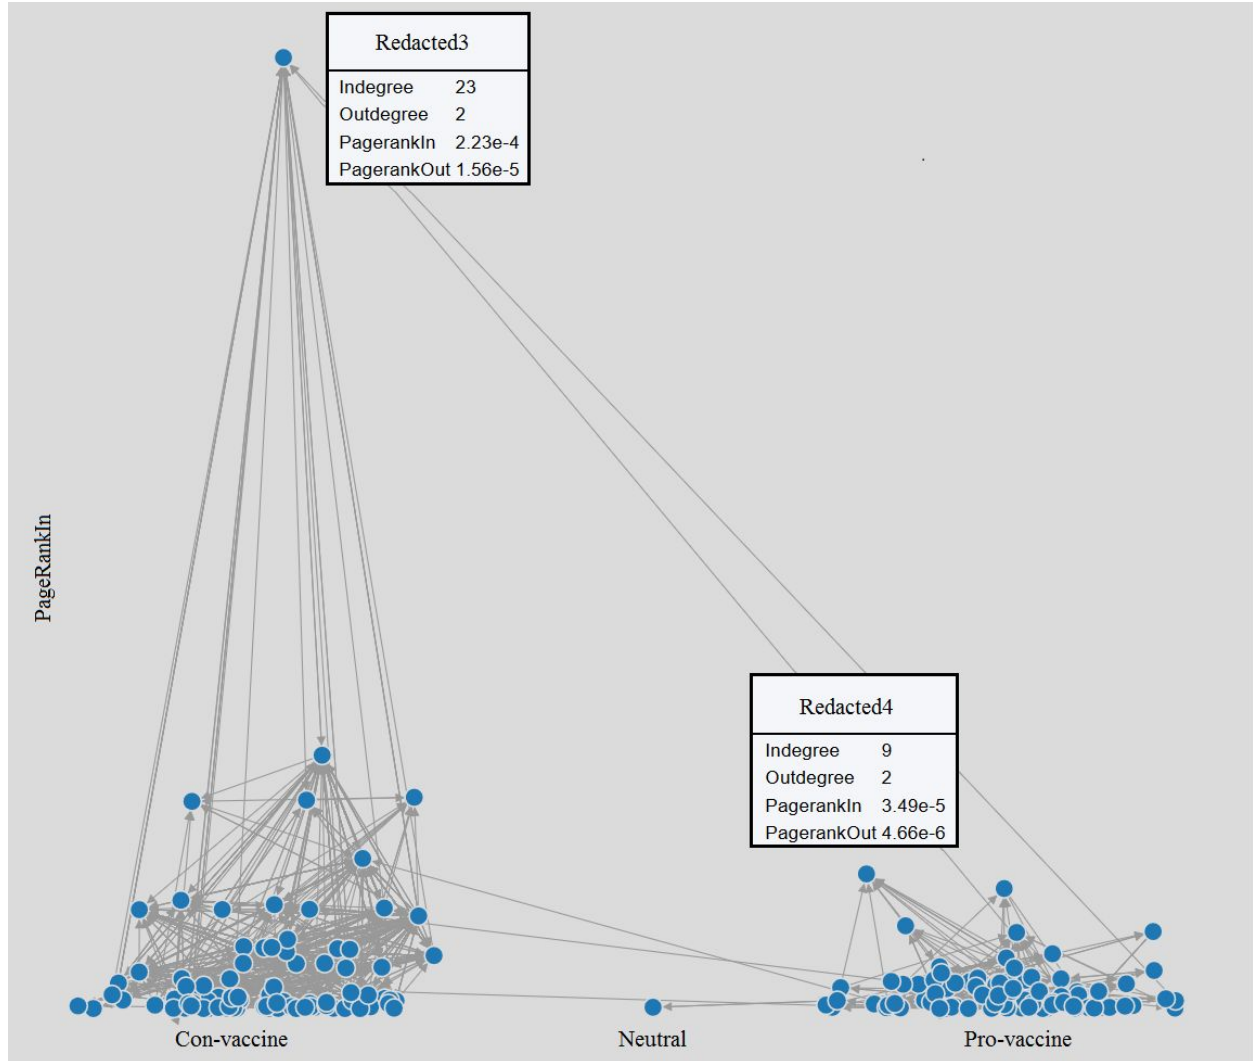 Redacted3
Indegree 23
Outdegree 2
PagerankIn 2.23e-4
PagerankOut 1.56e-5
PageRankIn
Redacted4
Indegree 9
Outdegree 2
PagerankIn 3.49e-5
PagerankOut 4.66e-6
Con-vaccine Neutral Pro-vaccine